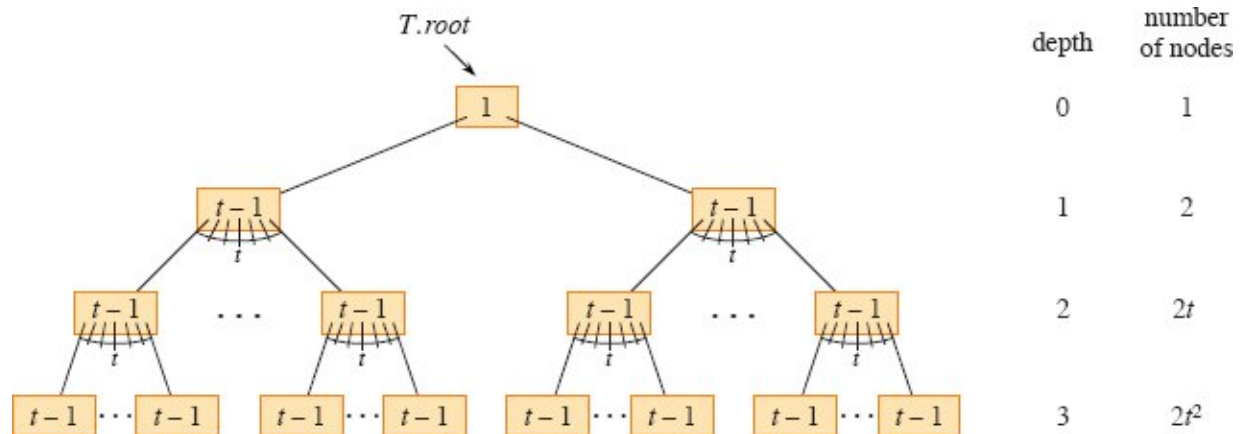 T.root
depth
number
of nodes
1
0
1
t – 1
t – 1
1
2
t
t
t – 1
. . .
t – 1
t – 1
. . .
t – 1
2
2t
t
t
t
t
t – 1 ··· t – 1
t – 1 ··· t – 1
t – 1 ··· t – 1
t – 1 ··· t – 1
3
2t²